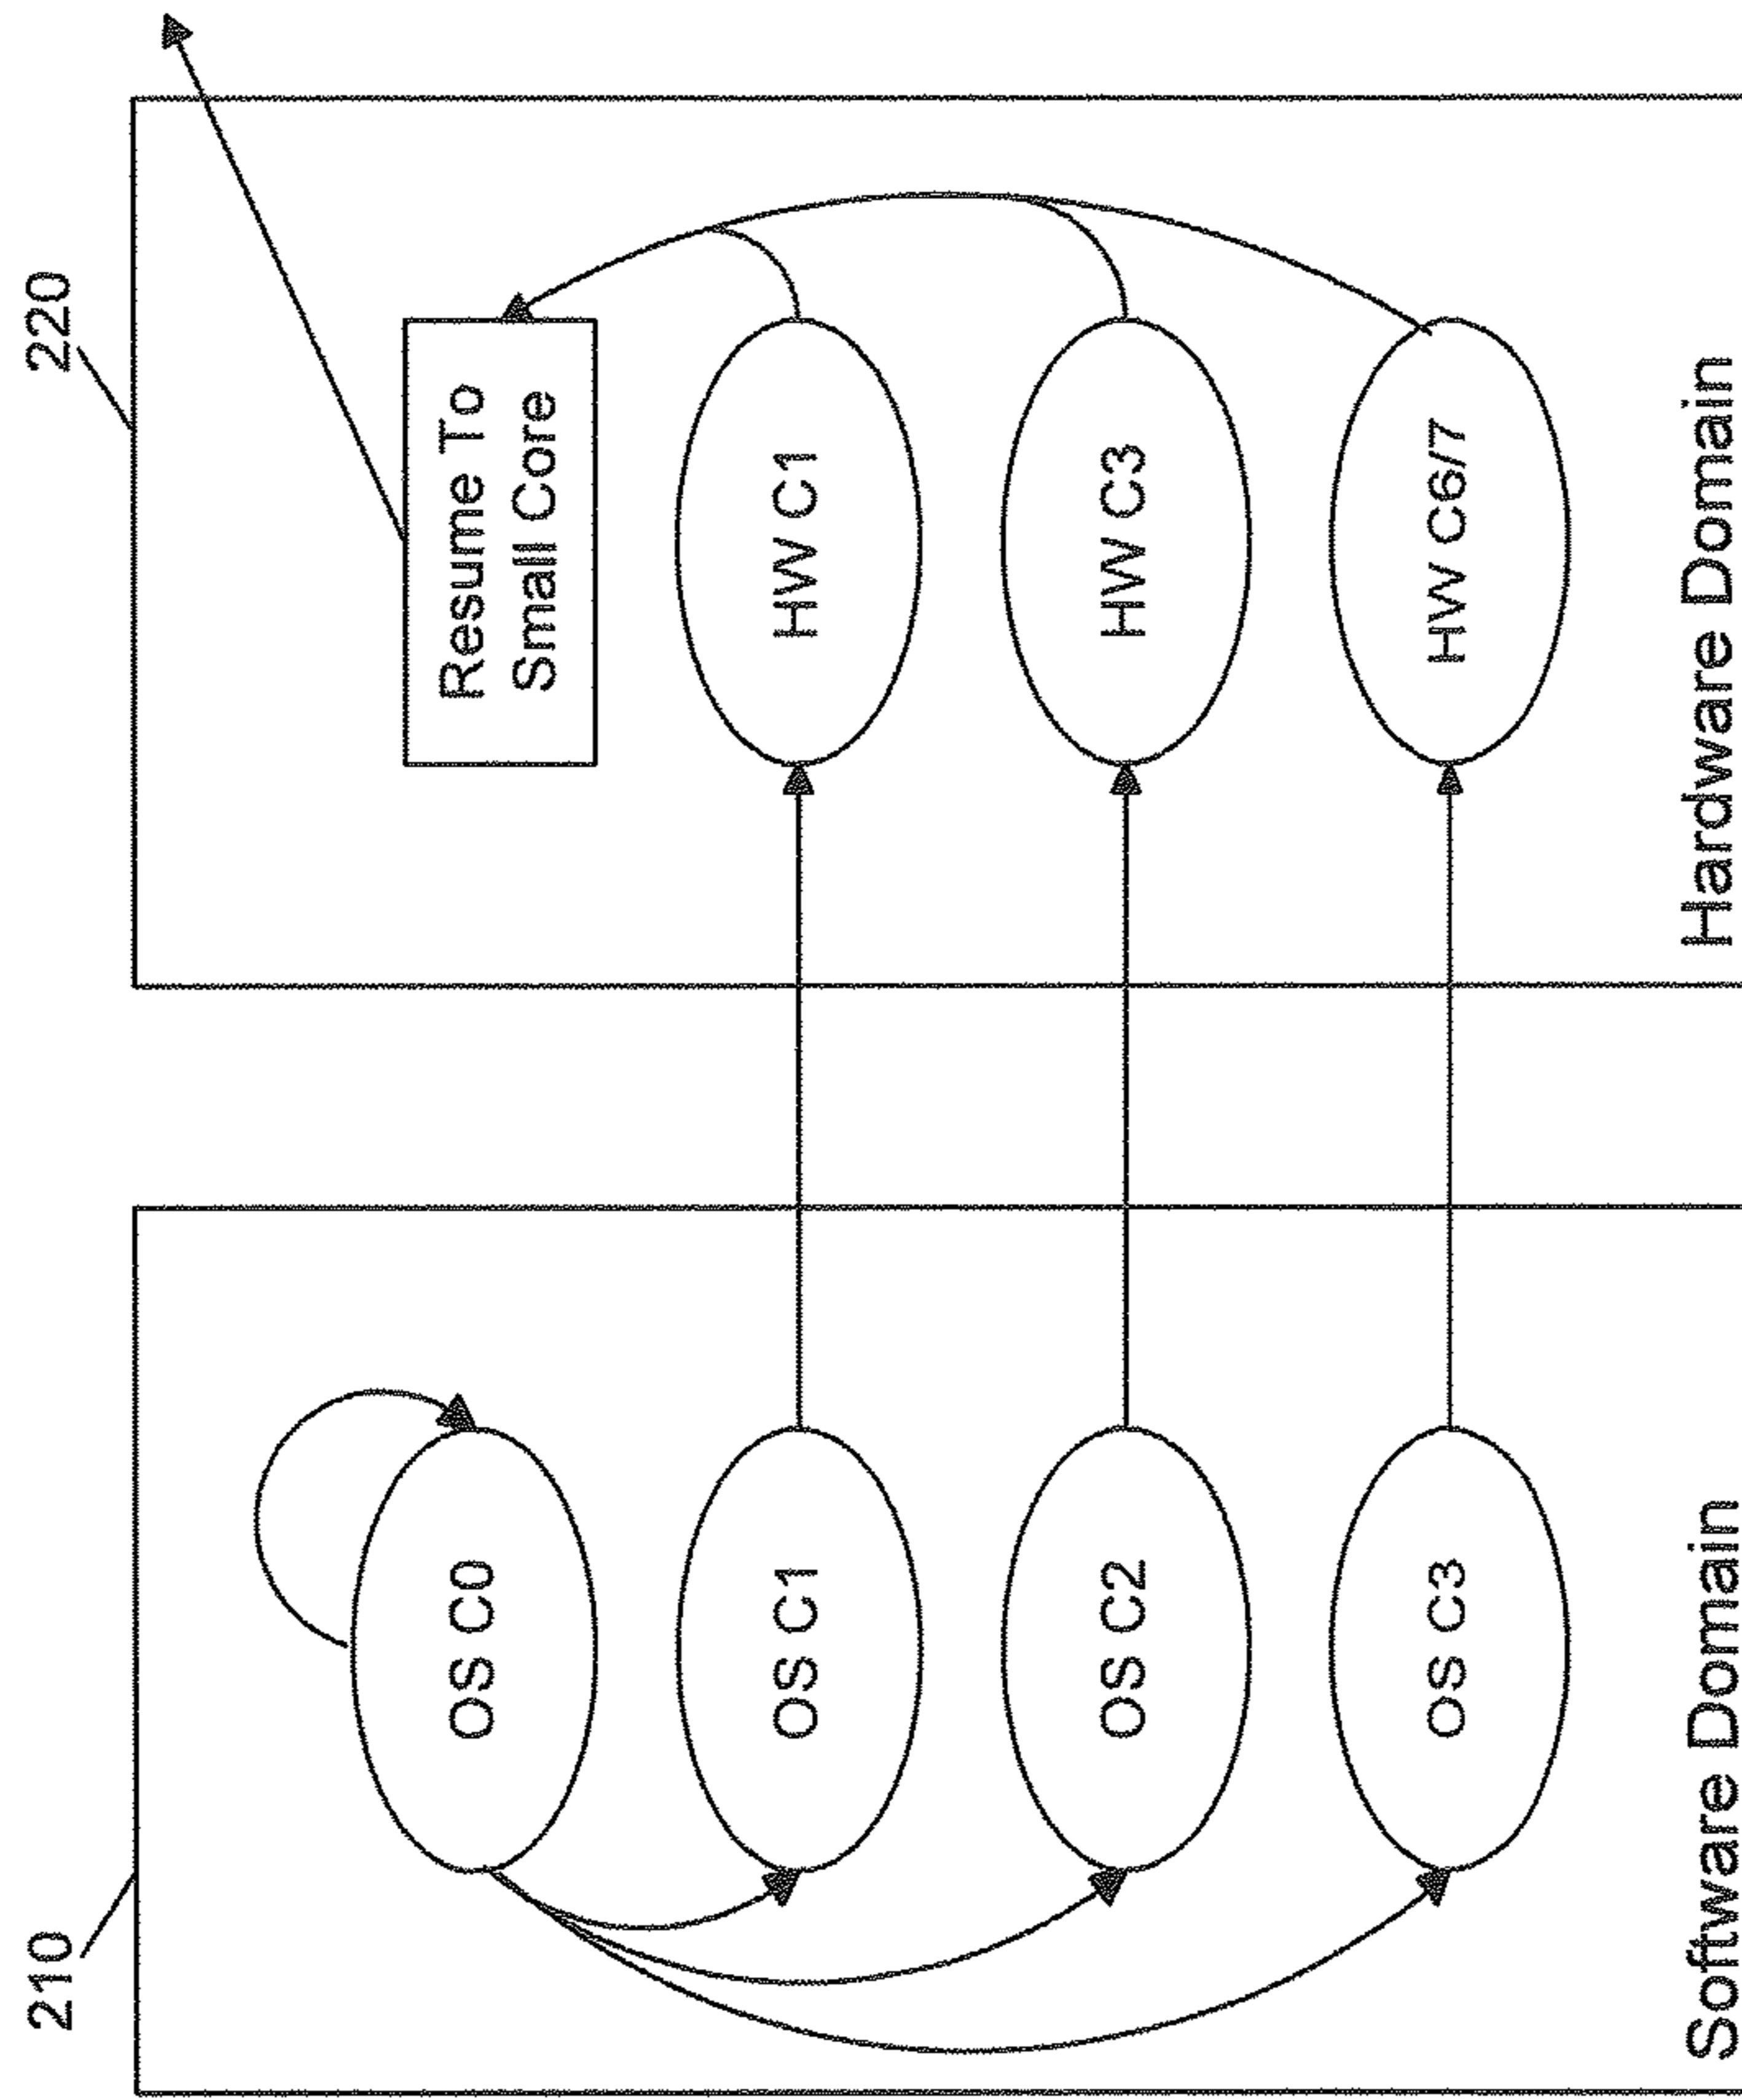 210
OS C0
OS C1
OS C2
OS C3
Software Domain
220
Resume To
Small Core
HW C1
HW C3
HW C6/7
Hardware Domain